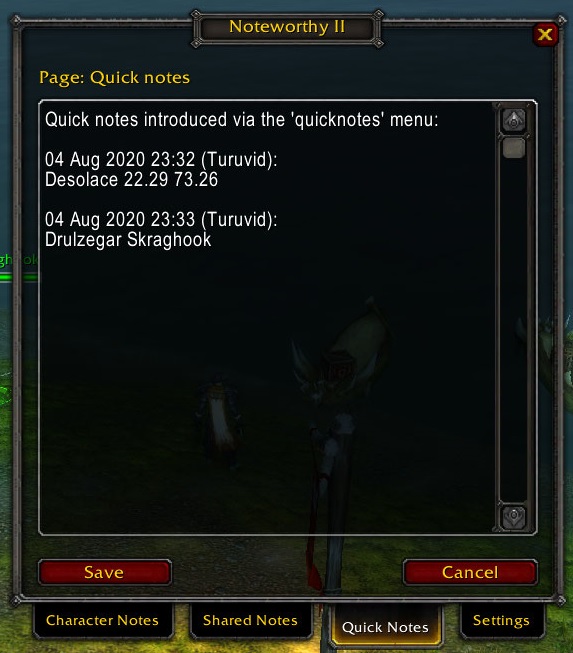 Noteworthy II
Page: Quick notes
Quick notes introduced via the 'quicknotes' menu:
04 Aug 2020 23:32 (Turuvid):
Desolace 22.29 73.26
04 Aug 2020 23:33 (Turuvid):
Drulzegar Skraghook
Save
Cancel
Character Notes
Shared Notes
Quick Notes
Settings